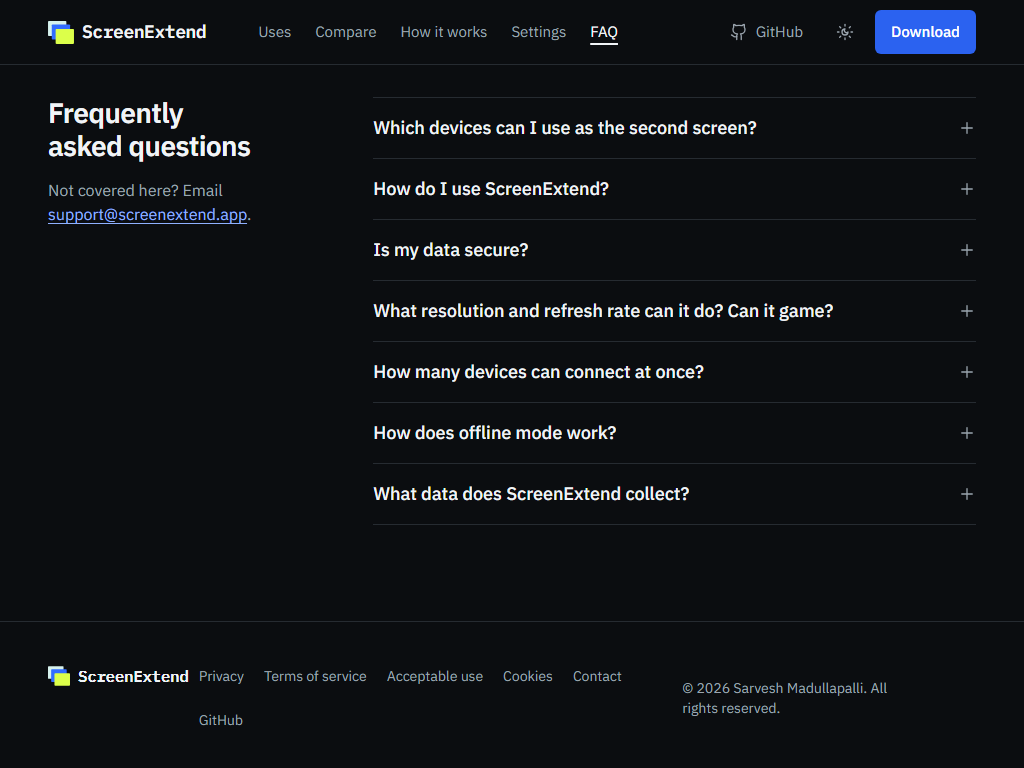 ScreenExtend
Uses
Compare
How it works
Settings
FAQ
GitHub
Download
Frequently
asked questions
Not covered here? Email
support@screenextend.app.
Which devices can I use as the second screen?
How do I use ScreenExtend?
Is my data secure?
What resolution and refresh rate can it do? Can it game?
How many devices can connect at once?
How does offline mode work?
What data does ScreenExtend collect?
ScreenExtend
Privacy
Terms of service
Acceptable use
Cookies
Contact
GitHub
© 2026 Sarvesh Madullapalli. All
rights reserved.